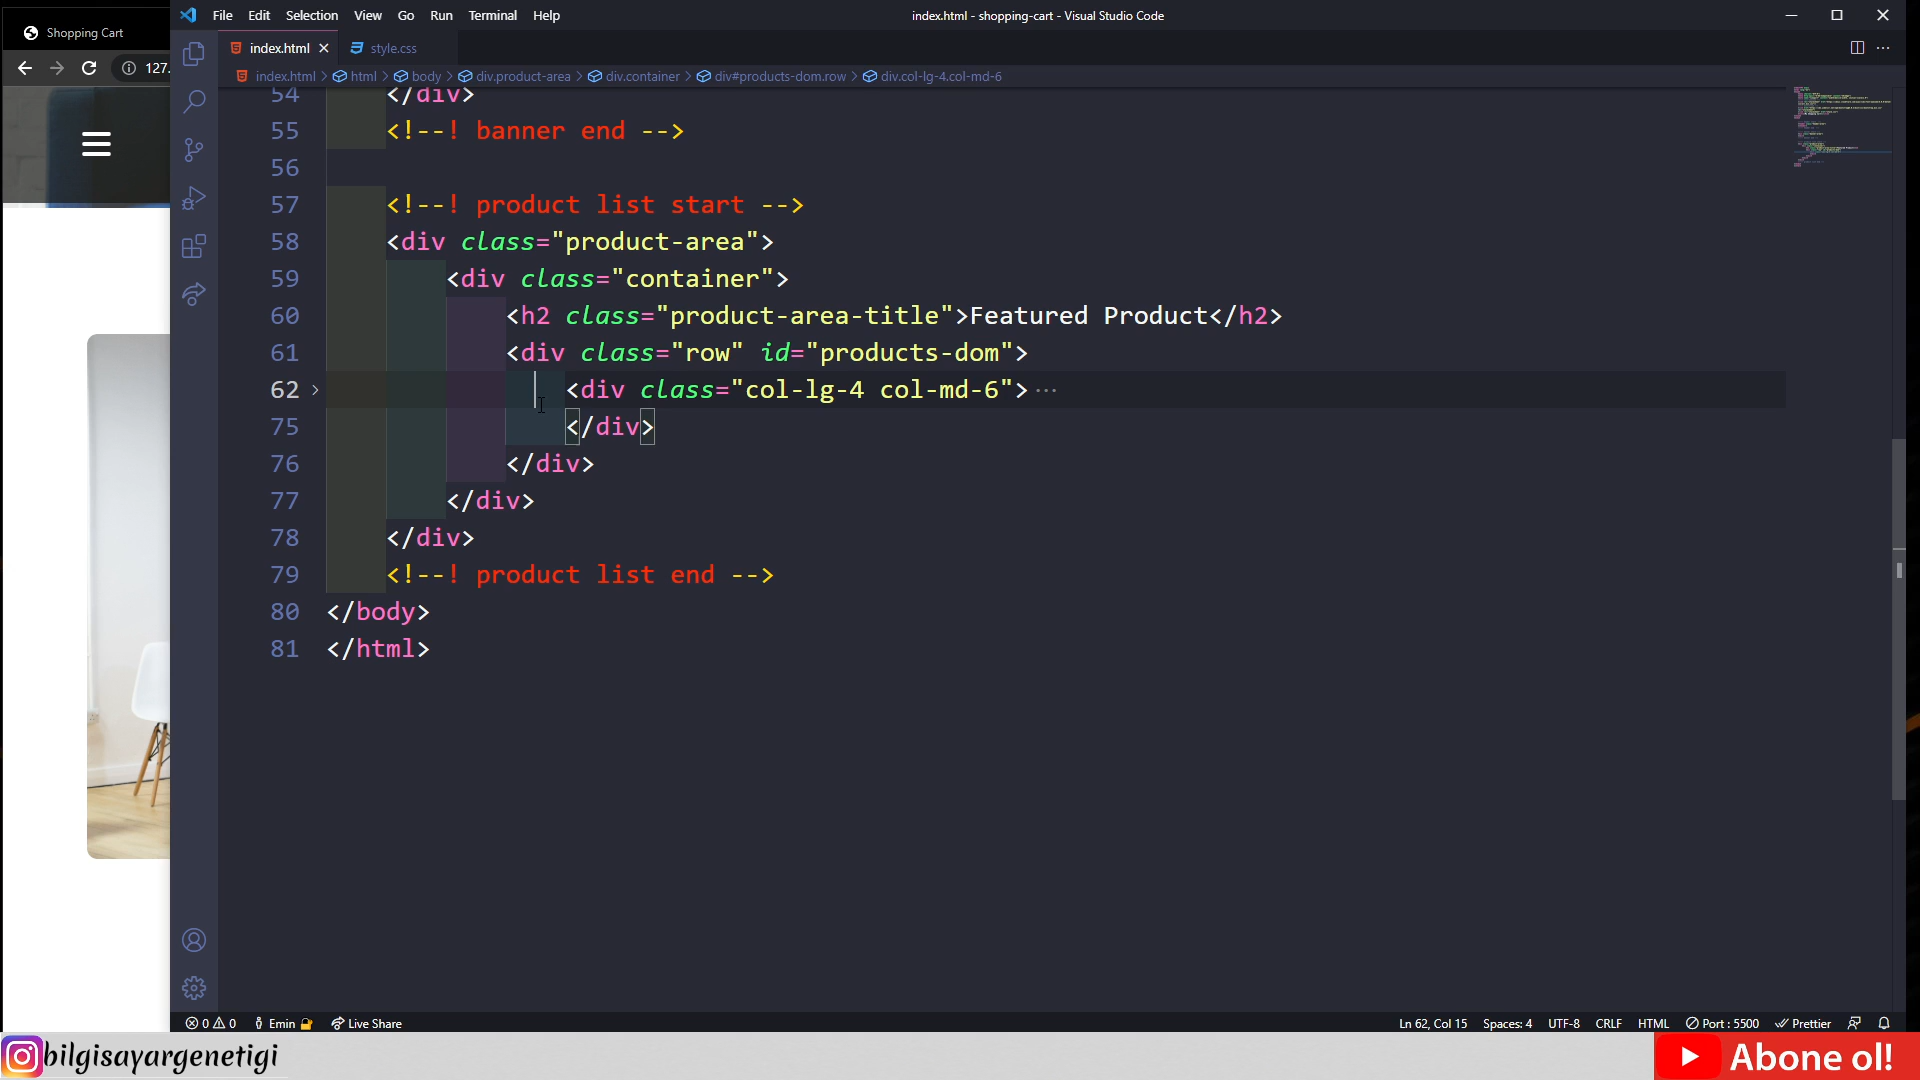 Shopping Cart
File Edit Selection View Go Run Terminal Help
index.html - shopping-cart - Visual Studio Code
index.html
style.css
127.
index.html > html > body > div.product-area > div.container > div#products-dom.row > div.col-lg-4.col-md-6
54 </div>
55 <!--! banner end -->
56
57 <!--! product list start -->
58 <div class="product-area">
59 <div class="container">
60 <h2 class="product-area-title">Featured Product</h2>
61 <div class="row" id="products-dom">
62 <div class="col-lg-4 col-md-6">···
75 </div>
76 </div>
77 </div>
78 </div>
79 <!--! product list end -->
80 </body>
81 </html>
0 0 Emin Live Share
Ln 62, Col 15 Spaces: 4 UTF-8 CRLF HTML Port : 5500 Prettier
bilgisayargenetigi
Abone ol!